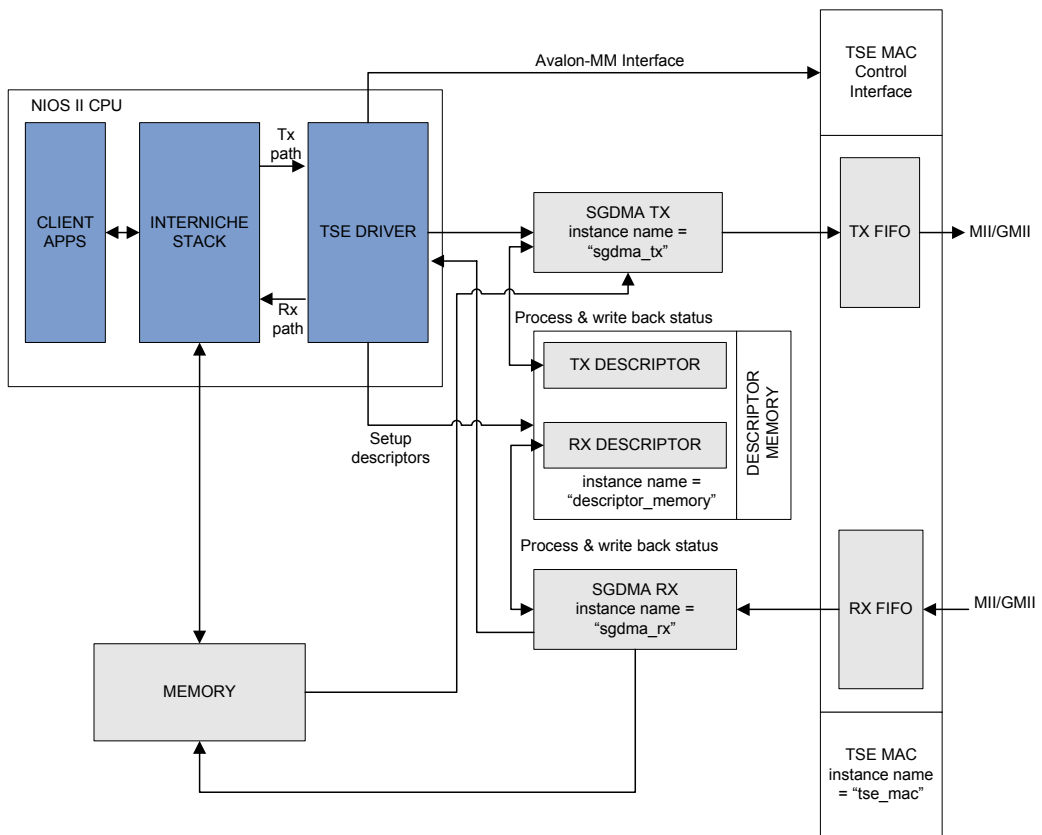 TSE MAC
Control
Interface
Avalon-MM Interface
NIOS II CPU
Tx
path
CLIENT
APPS
INTERNICHE
STACK
TSE DRIVER
Rx
path
SGDMA TX
instance name =
“sgdma_tx”
TX FIFO
MII/GMII
Process & write back status
TX DESCRIPTOR
RX DESCRIPTOR
DESCRIPTOR
MEMORY
instance name =
“descriptor_memory”
Setup
descriptors
Process & write back status
SGDMA RX
instance name =
“sgdma_rx”
RX FIFO
MII/GMII
MEMORY
TSE MAC
instance name
= “tse_mac”